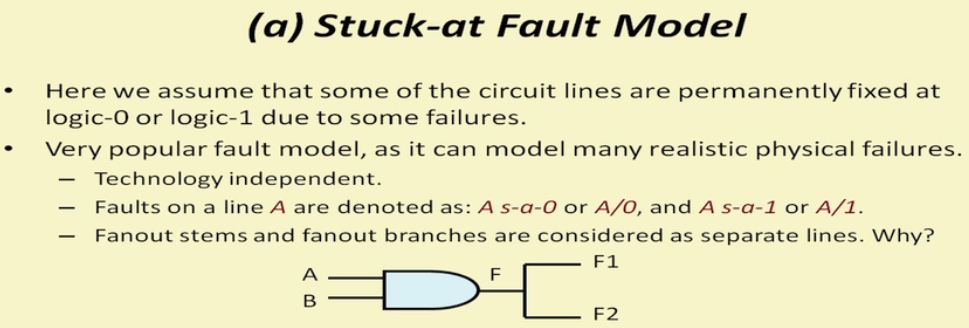 (a) Stuck-at Fault Model
• Here we assume that some of the circuit lines are permanently fixed at
logic-0 or logic-1 due to some failures.
• Very popular fault model, as it can model many realistic physical failures.
– Technology independent.
– Faults on a line A are denoted as: A s-a-0 or A/0, and A s-a-1 or A/1.
– Fanout stems and fanout branches are considered as separate lines. Why?
F1
A F
B
F2